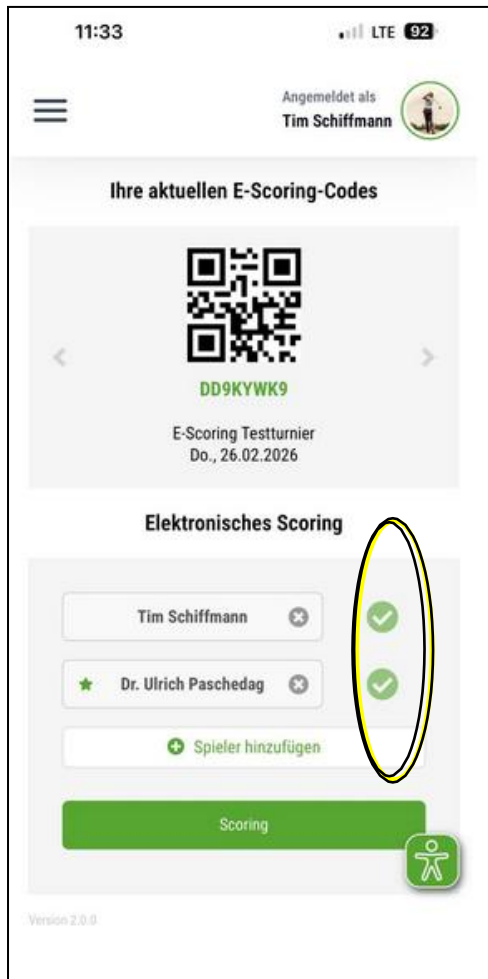 11:33
LTE 92
Angemeldet als
Tim Schiffmann
Ihre aktuellen E-Scoring-Codes
DD9KYWK9
E-Scoring Testturnier
Do., 26.02.2026
Elektronisches Scoring
Tim Schiffmann
Dr. Ulrich Paschedag
Spieler hinzufügen
Scoring
Version 2.0.0